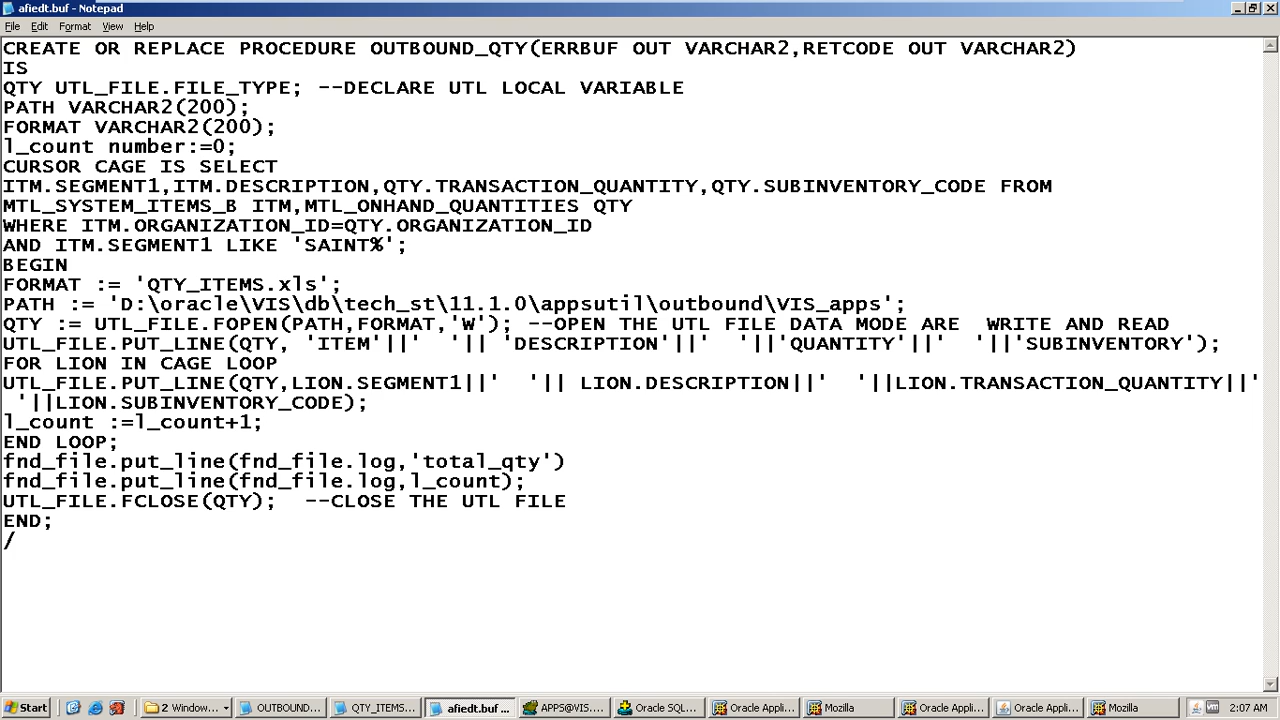 afiedt.buf - Notepad
File Edit Format View Help
CREATE OR REPLACE PROCEDURE OUTBOUND_QTY(ERRBUF OUT VARCHAR2,RETCODE OUT VARCHAR2)
IS
QTY UTL_FILE.FILE_TYPE; --DECLARE UTL LOCAL VARIABLE
PATH VARCHAR2(200);
FORMAT VARCHAR2(200);
l_count number:=0;
CURSOR CAGE IS SELECT
ITM.SEGMENT1,ITM.DESCRIPTION,QTY.TRANSACTION_QUANTITY,QTY.SUBINVENTORY_CODE FROM
MTL_SYSTEM_ITEMS_B ITM,MTL_ONHAND_QUANTITIES QTY
WHERE ITM.ORGANIZATION_ID=QTY.ORGANIZATION_ID
AND ITM.SEGMENT1 LIKE 'SAINT%';
BEGIN
FORMAT := 'QTY_ITEMS.xls';
PATH := 'D:\oracle\VIS\db\tech_st\11.1.0\appsutil\outbound\VIS_apps';
QTY := UTL_FILE.FOPEN(PATH,FORMAT,'W'); --OPEN THE UTL FILE DATA MODE ARE  WRITE AND READ
UTL_FILE.PUT_LINE(QTY, 'ITEM'||'  '|| 'DESCRIPTION'||'  '||'QUANTITY'||'  '||'SUBINVENTORY');
FOR LION IN CAGE LOOP
UTL_FILE.PUT_LINE(QTY,LION.SEGMENT1||'  '|| LION.DESCRIPTION||'  '||LION.TRANSACTION_QUANTITY||'
 '||LION.SUBINVENTORY_CODE);
l_count :=l_count+1;
END LOOP;
fnd_file.put_line(fnd_file.log,'total_qty')
fnd_file.put_line(fnd_file.log,l_count);
UTL_FILE.FCLOSE(QTY);  --CLOSE THE UTL FILE
END;
/
Start 2 Window... OUTBOUND... QTY_ITEMS... afiedt.buf ... APPS@VIS.... Oracle SQL... Oracle Appli... Mozilla Oracle Appli... Oracle Appl... Mozilla 2:07 AM